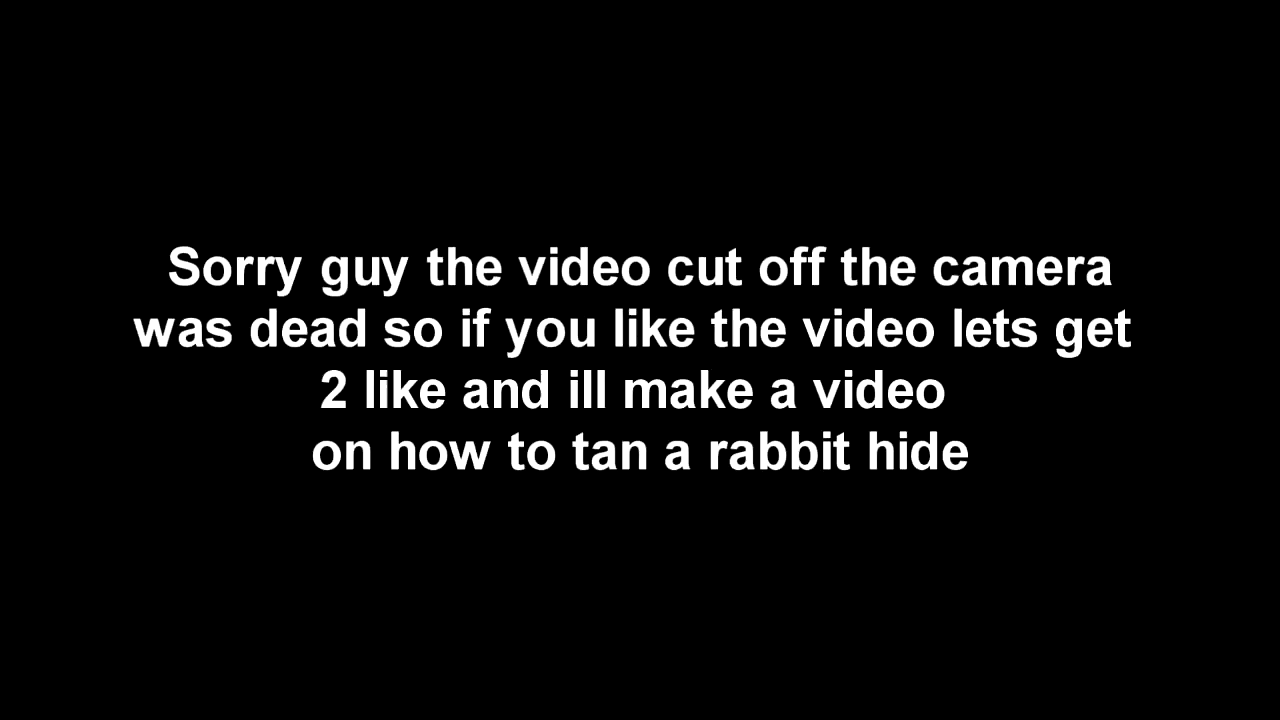 Sorry guy the video cut off the camera
was dead so if you like the video lets get
2 like and ill make a video
on how to tan a rabbit hide